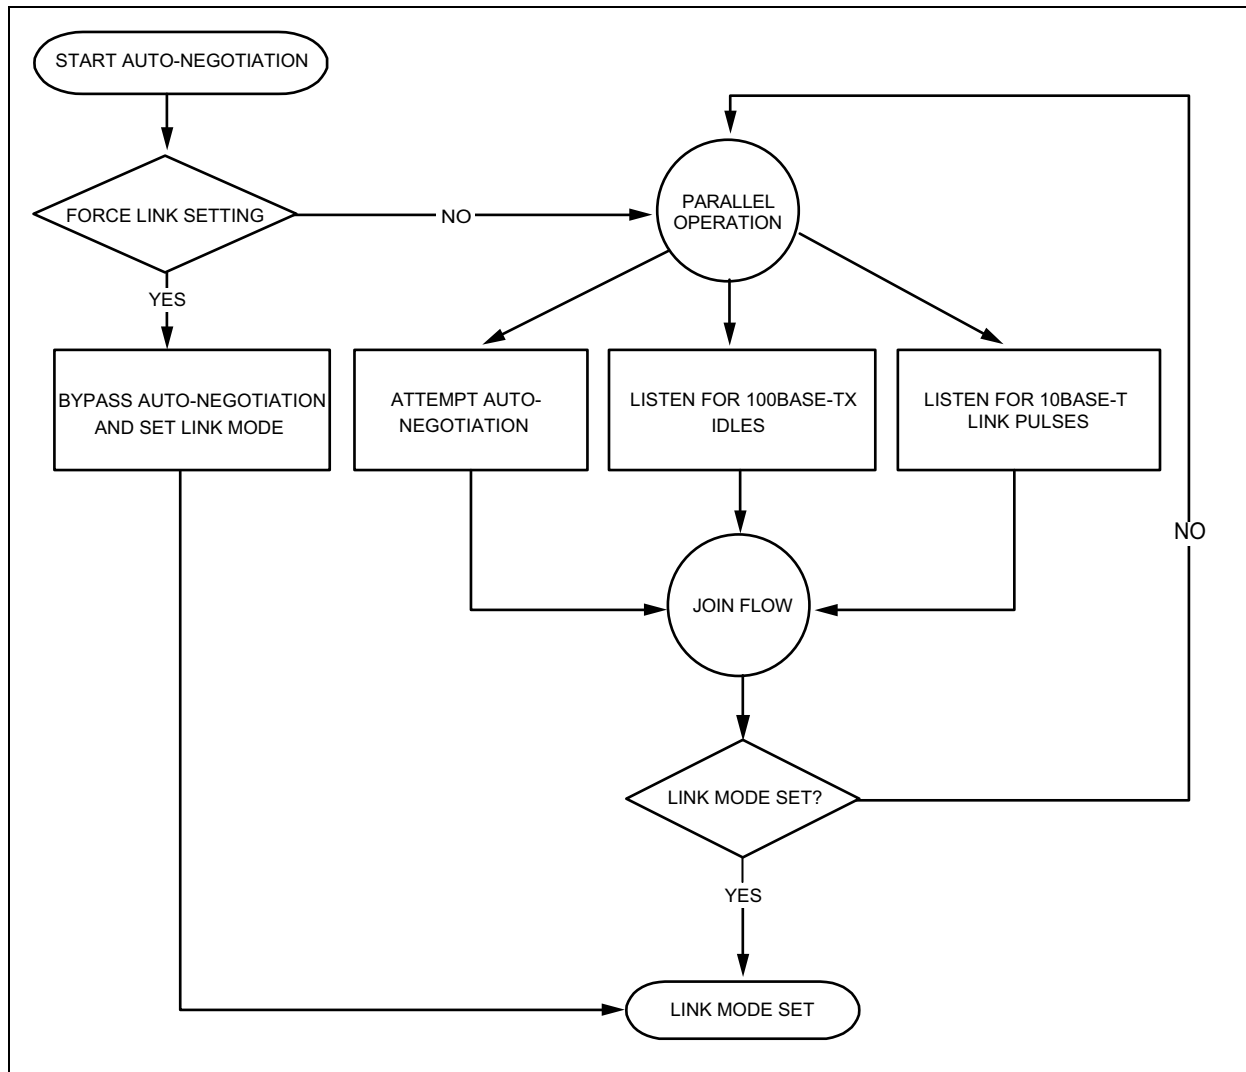 START AUTO-NEGOTIATION
FORCE LINK SETTING
NO
PARALLEL
OPERATION
YES
BYPASS AUTO-NEGOTIATION
AND SET LINK MODE
ATTEMPT AUTO-
NEGOTIATION
LISTEN FOR 100BASE-TX
IDLES
LISTEN FOR 10BASE-T
LINK PULSES
NO
JOIN FLOW
LINK MODE SET?
YES
LINK MODE SET